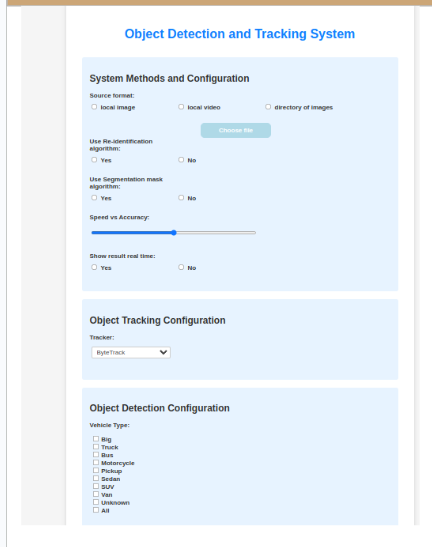 Object Detection and Tracking System
System Methods and Configuration
Source format:
local image local video directory of images
Choose file
Use Re-identification
algorithm:
Yes No
Use Segmentation mask
algorithm:
Yes No
Speed vs Accuracy:
Show result real time:
Yes No
Object Tracking Configuration
Tracker:
ByteTrack
Object Detection Configuration
Vehicle Type:
Big
Truck
Bus
Motorcycle
Pickup
Sedan
SUV
Van
Unknown
All